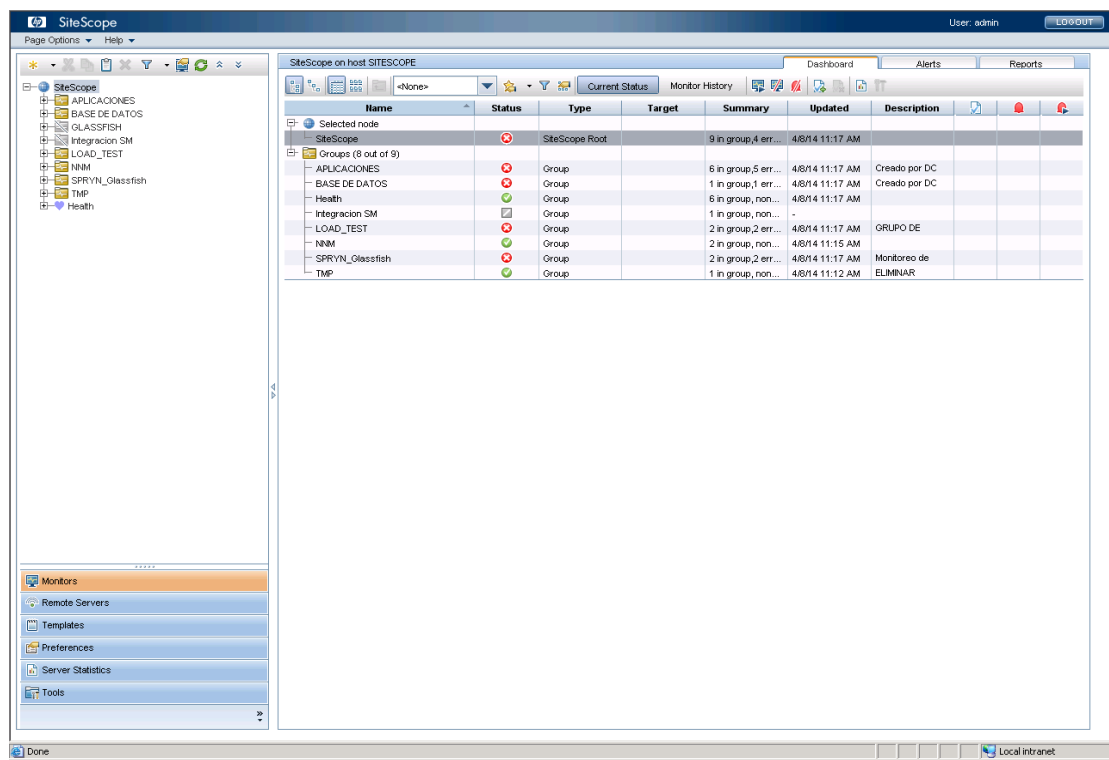 hp SiteScope User: admin LOGOUT
Page Options Help
SiteScope
APLICACIONES
BASE DE DATOS
GLASSFISH
Integracion SM
LOAD_TEST
NNM
SPRYN_Glassfish
TMP
Health
Monitors
Remote Servers
Templates
Preferences
Server Statistics
Tools
SiteScope on host SITESCOPE Dashboard Alerts Reports
<None> Current Status Monitor History
Name Status Type Target Summary Updated Description
Selected node
SiteScope SiteScope Root 9 in group,4 err... 4/8/14 11:17 AM
Groups (8 out of 9)
APLICACIONES Group 6 in group,5 err... 4/8/14 11:17 AM Creado por DC
BASE DE DATOS Group 1 in group,1 err... 4/8/14 11:17 AM Creado por DC
Health Group 6 in group, non... 4/8/14 11:17 AM
Integracion SM Group 1 in group, non... -
LOAD_TEST Group 2 in group,2 err... 4/8/14 11:17 AM GRUPO DE
NNM Group 2 in group, non... 4/8/14 11:15 AM
SPRYN_Glassfish Group 2 in group,2 err... 4/8/14 11:17 AM Monitoreo de
TMP Group 1 in group, non... 4/8/14 11:12 AM ELIMINAR
Done Local intranet